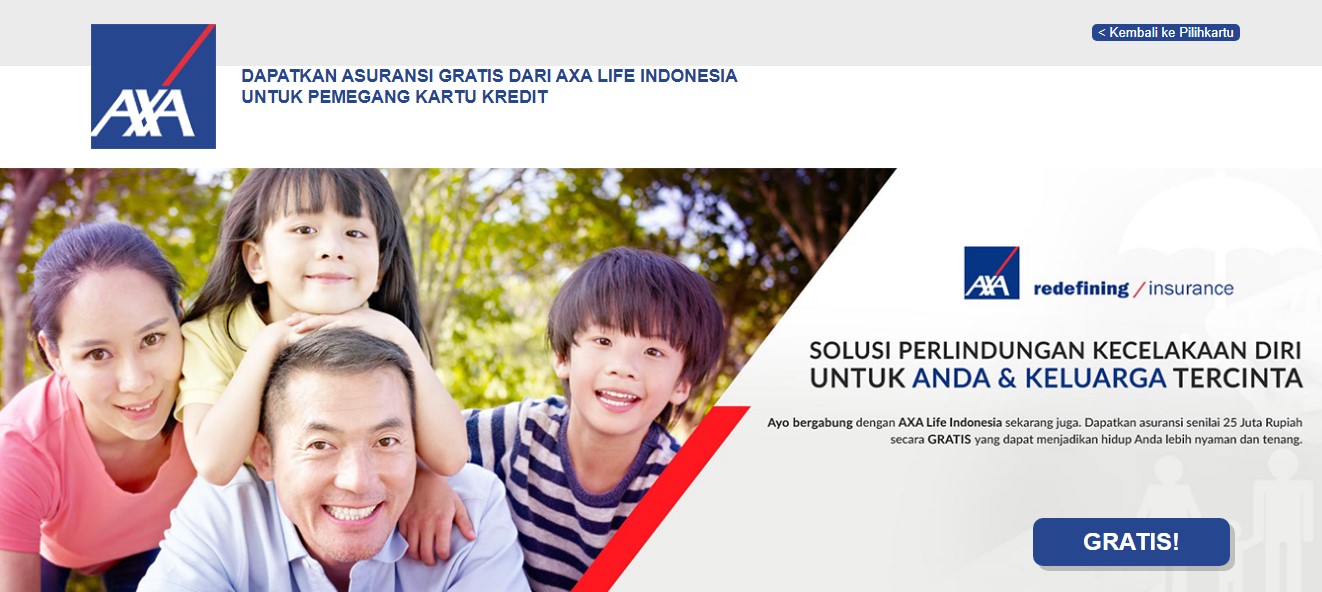 < Kembali ke Pilihkartu
AXA
DAPATKAN ASURANSI GRATIS DARI AXA LIFE INDONESIA
UNTUK PEMEGANG KARTU KREDIT
AXA
redefining / insurance
SOLUSI PERLINDUNGAN KECELAKAAN DIRI
UNTUK ANDA & KELUARGA TERCINTA
Ayo bergabung dengan AXA Life Indonesia sekarang juga. Dapatkan asuransi senilai 25 Juta Rupiah
secara GRATIS yang dapat menjadikan hidup Anda lebih nyaman dan tenang.
GRATIS!